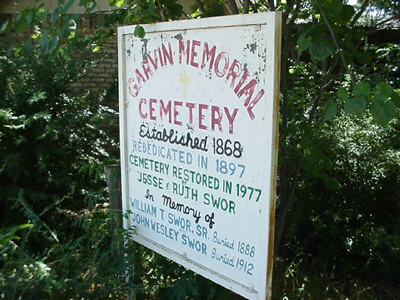 GARVIN MEMORIAL
CEMETERY
Established 1868
REBEDICATED IN 1897
CEMETERY RESTORED IN 1977
JESSE & RUTH SWOR
In Memory of
WILLIAM T. SWOR, SR. Buried 1888
JOHN WESLEY SWOR Buried 1912